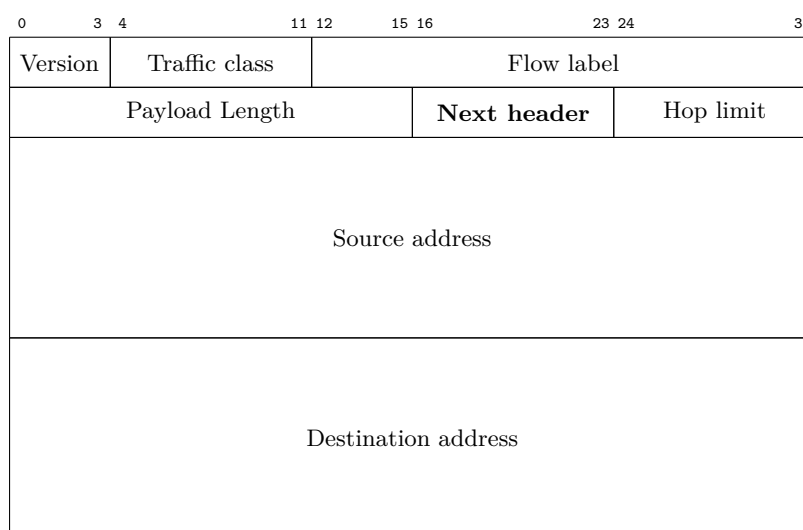 0 3 4 11 12 15 16 23 24 3
Version Traffic class Flow label
Payload Length Next header Hop limit
Source address
Destination address